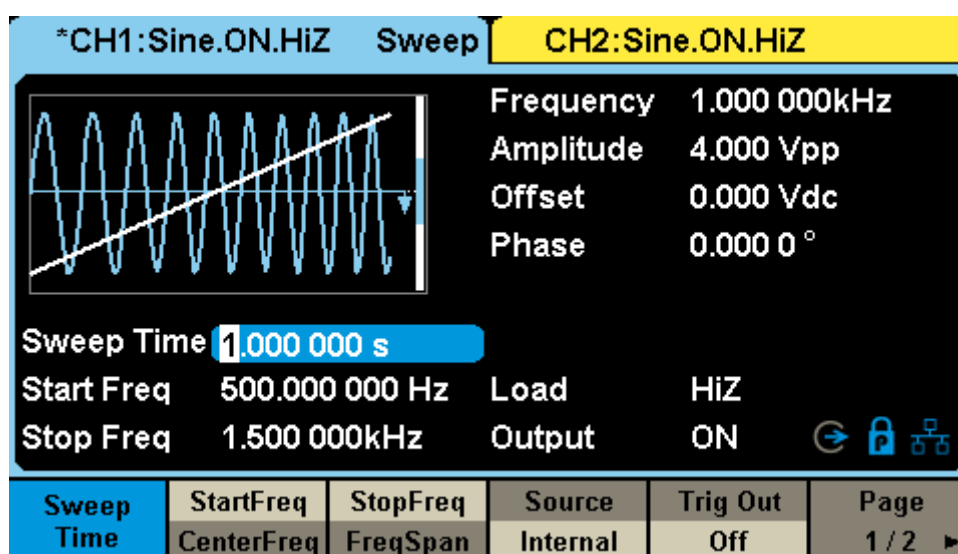 *CH1:Sine.ON.HiZ Sweep CH2:Sine.ON.HiZ
Frequency 1.000 000kHz
Amplitude 4.000 Vpp
Offset 0.000 Vdc
Phase 0.000 0 °
Sweep Time 1.000 000 s
Start Freq 500.000 000 Hz Load HiZ
Stop Freq 1.500 000kHz Output ON P
Sweep Time StartFreq StopFreq Source Trig Out Page
CenterFreq FreqSpan Internal Off 1/2 ►